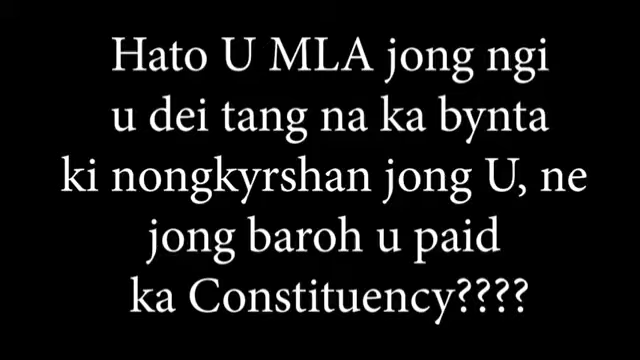 Hato U MLA jong ngi
u dei tang na ka bynta
ki nongkyrshan jong U, ne
jong baroh u paid
ka Constituency????